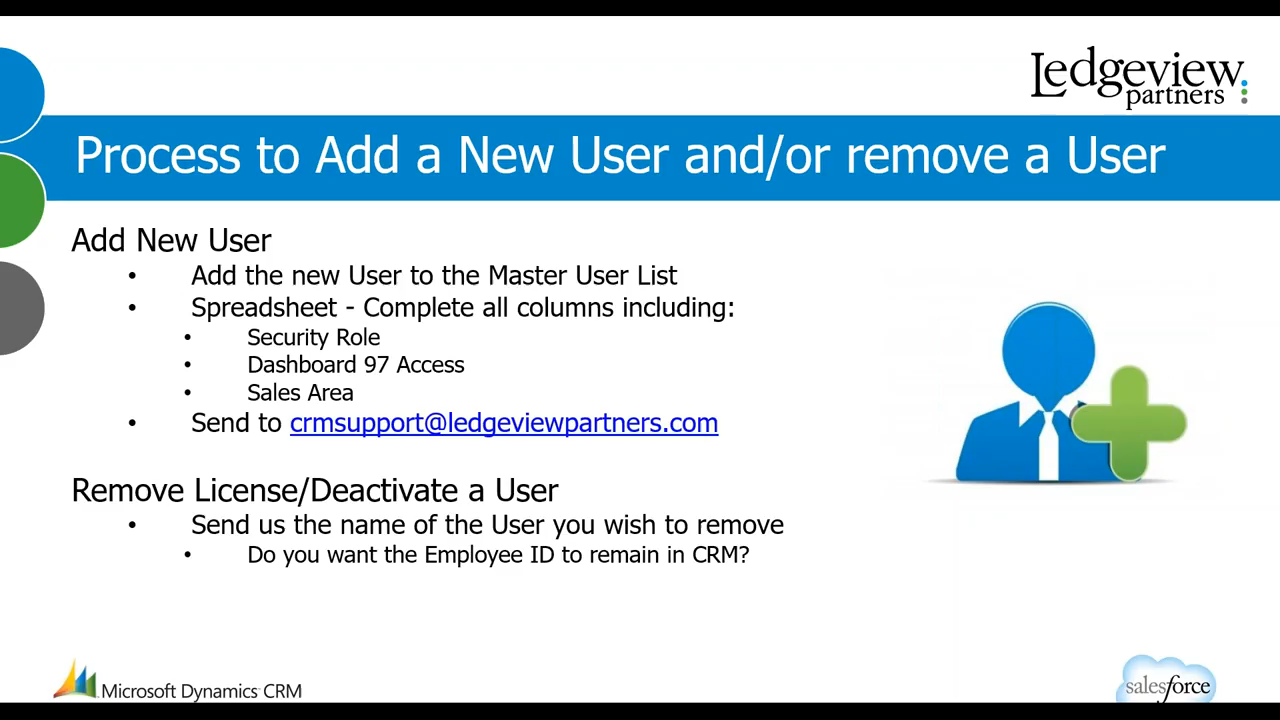 Ledgeview
partners
Process to Add a New User and/or remove a User
Add New User
• Add the new User to the Master User List
• Spreadsheet - Complete all columns including:
• Security Role
• Dashboard 97 Access
• Sales Area
• Send to crmsupport@ledgeviewpartners.com
Remove License/Deactivate a User
• Send us the name of the User you wish to remove
• Do you want the Employee ID to remain in CRM?
Microsoft Dynamics CRM
salesforce